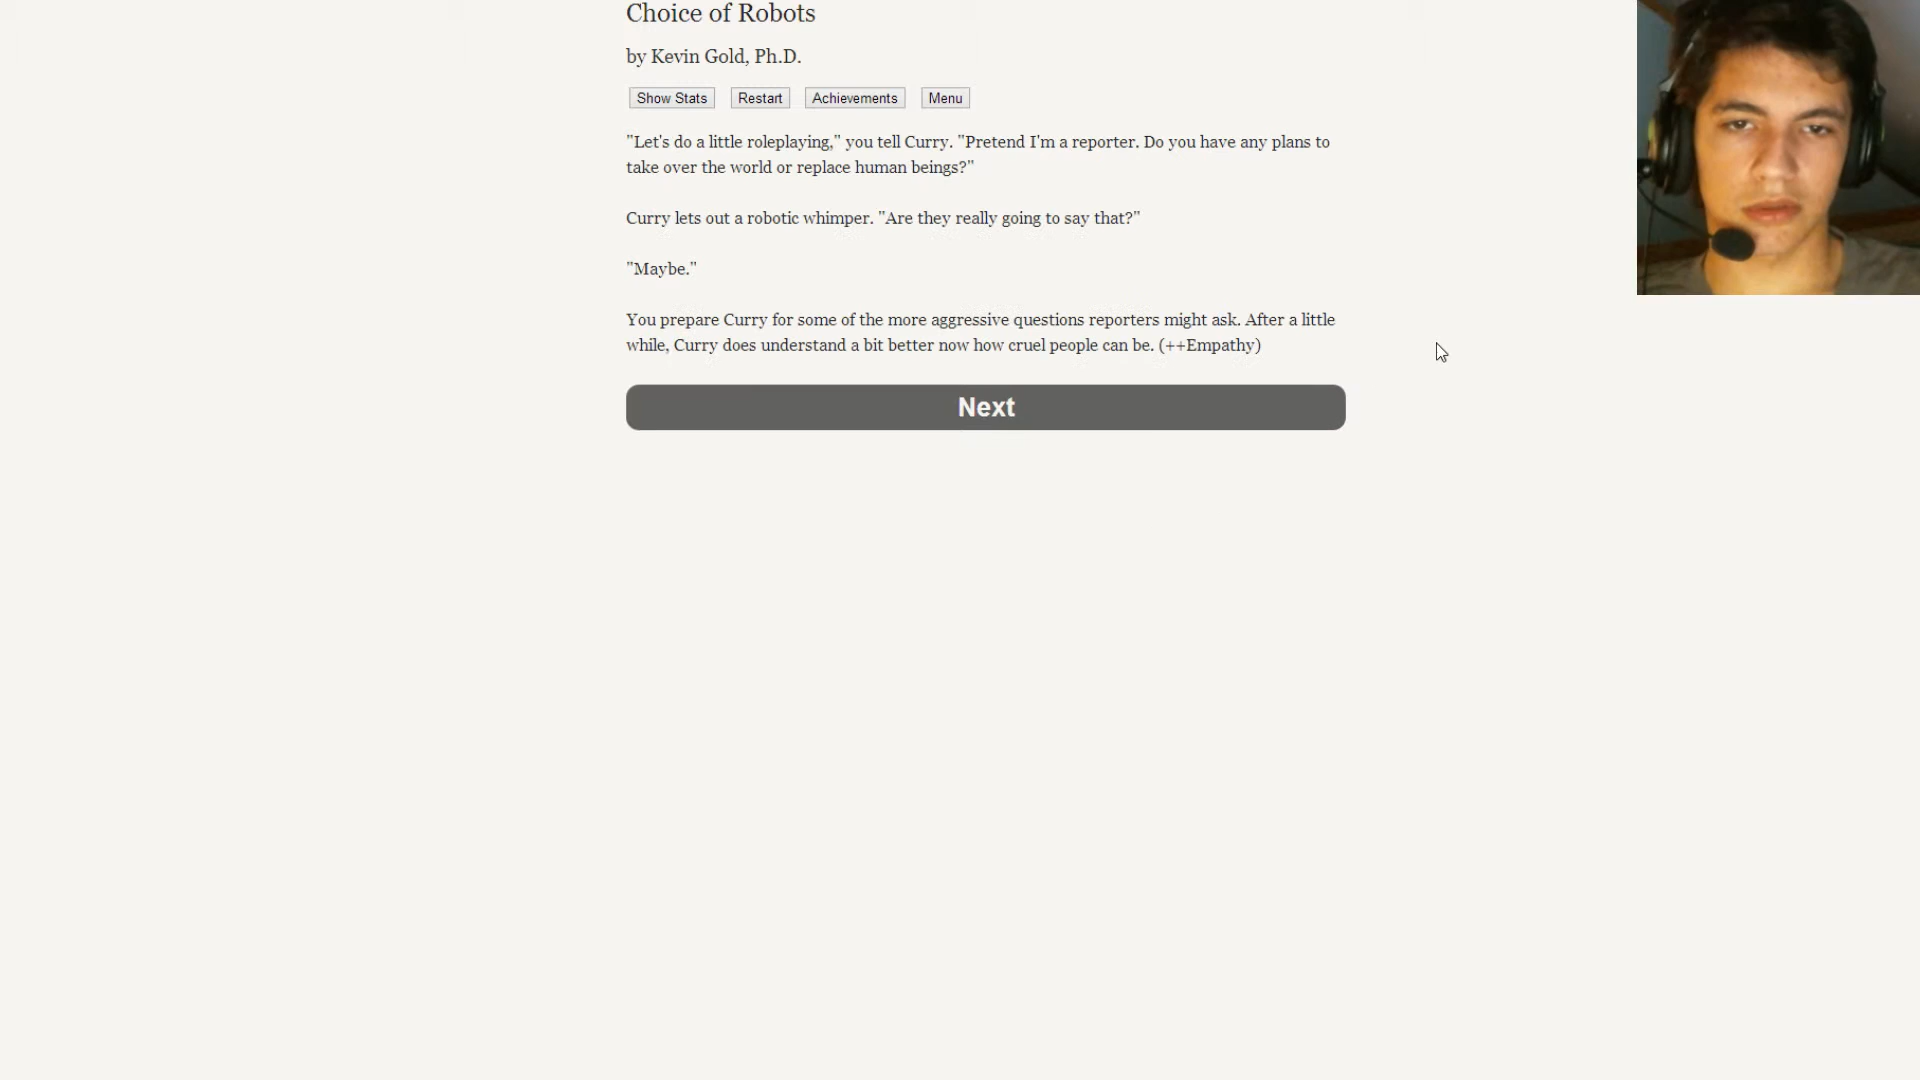 Choice of Robots
by Kevin Gold, Ph.D.
Show Stats Restart Achievements Menu
"Let's do a little roleplaying," you tell Curry. "Pretend I'm a reporter. Do you have any plans to
take over the world or replace human beings?"
Curry lets out a robotic whimper. "Are they really going to say that?"
"Maybe."
You prepare Curry for some of the more aggressive questions reporters might ask. After a little
while, Curry does understand a bit better now how cruel people can be. (++Empathy)
Next